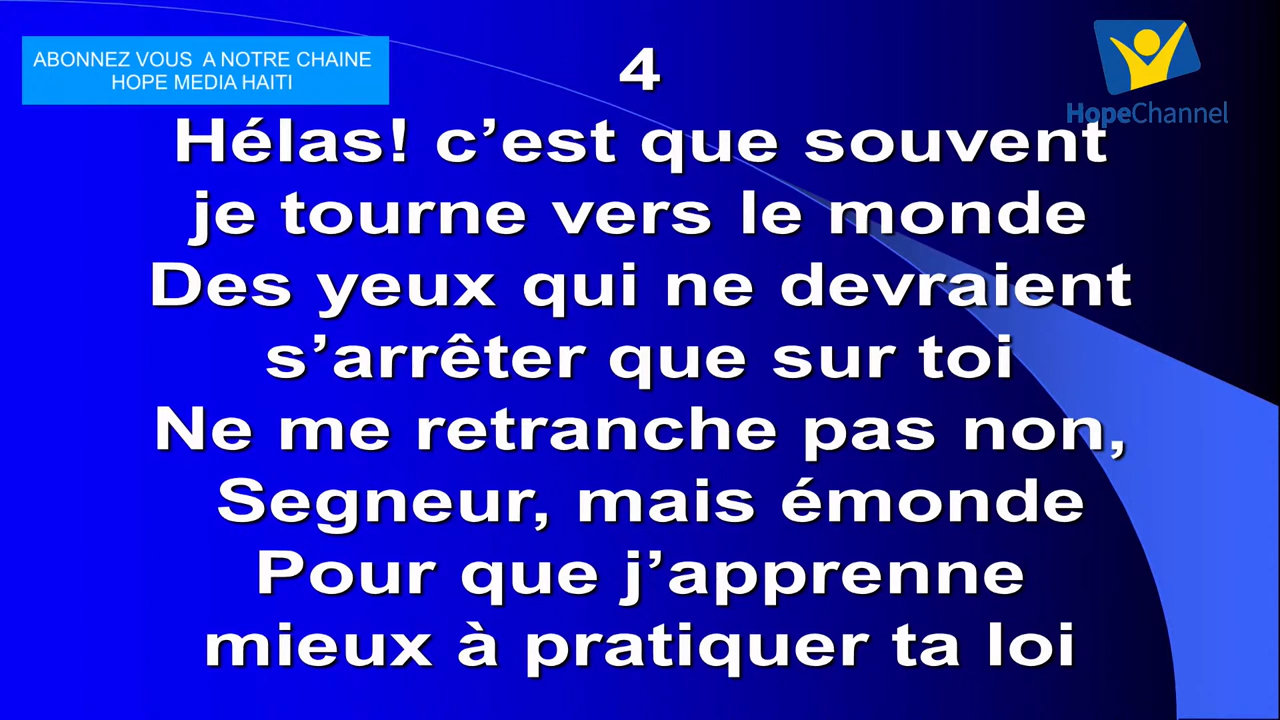 ABONNEZ VOUS A NOTRE CHAINE
HOPE MEDIA HAITI
HopeChannel
4
Hélas! c’est que souvent
je tourne vers le monde
Des yeux qui ne devraient
s’arrêter que sur toi
Ne me retranche pas non,
Segneur, mais émonde
Pour que j’apprenne
mieux à pratiquer ta loi